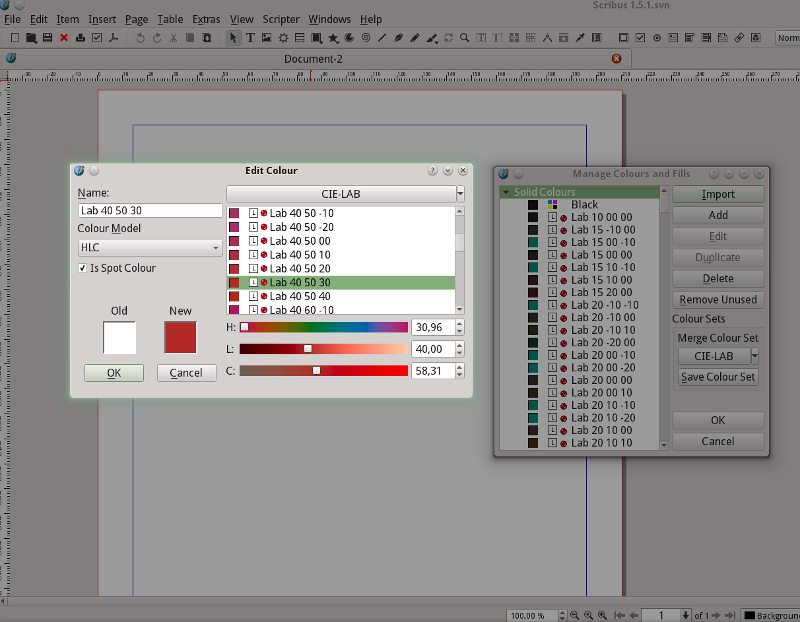 Scribus 1.5.1.svn
File Edit Item Insert Page Table Extras View Scripter Windows Help
Norm
Document-2
Edit Colour
Name:
Lab 40 50 30
Colour Model
HLC
Is Spot Colour
Old New
OK Cancel
CIE-LAB
Lab 40 50 -10
Lab 40 50 -20
Lab 40 50 00
Lab 40 50 10
Lab 40 50 20
Lab 40 50 30
Lab 40 50 40
Lab 40 60 -10
H: 30,96
L: 40,00
C: 58,31
Manage Colours and Fills
Solid Colours
Black
Lab 10 00 00
Lab 15 -10 00
Lab 15 00 -10
Lab 15 00 00
Lab 15 10 -10
Lab 15 10 00
Lab 15 20 00
Lab 20 -10 -10
Lab 20 -10 00
Lab 20 -10 10
Lab 20 -20 00
Lab 20 00 -10
Lab 20 00 -20
Lab 20 00 00
Lab 20 00 10
Lab 20 10 -10
Lab 20 10 -20
Lab 20 10 00
Lab 20 10 10
Import
Add
Edit
Duplicate
Delete
Remove Unused
Colour Sets
Merge Colour Set
CIE-LAB
Save Colour Set
OK
Cancel
100,00 % 1 of 1 Background